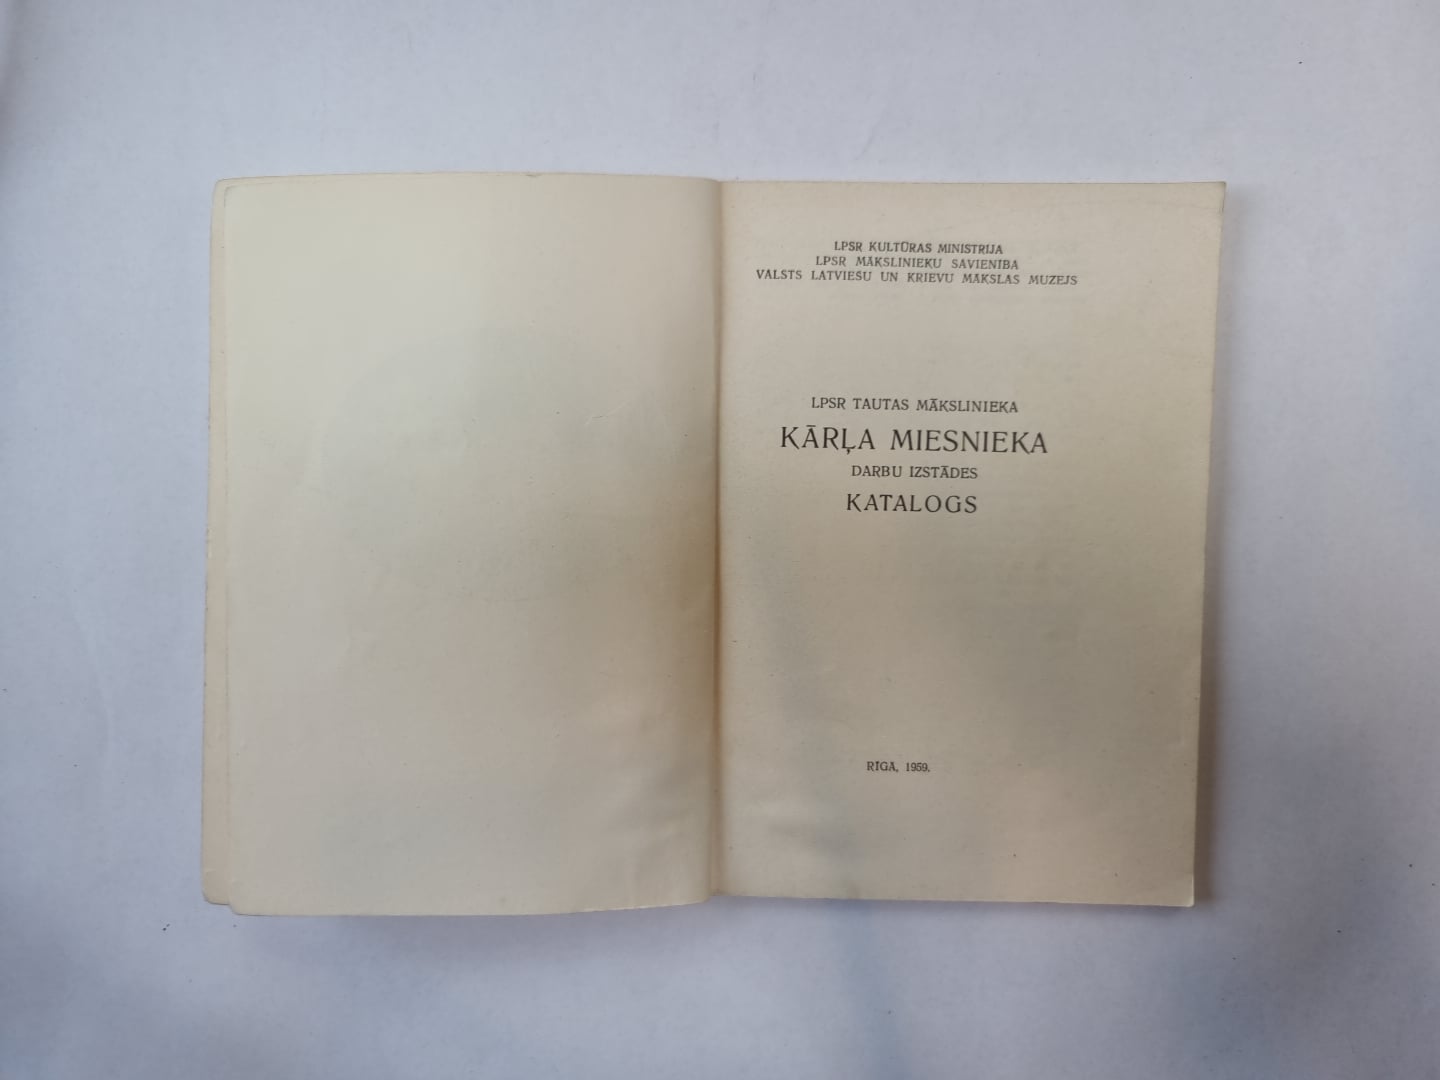 LPSR KULTŪRAS MINISTRIJA
LPSR MĀKSLINIEKU SAVIENĪBA
VALSTS LATVIEŠU UN KRIEVU MĀKSLAS MUZEJS
LPSR TAUTAS MĀKSLINIEKA
KĀRĻA MIESNIEKA
DARBU IZSTĀDES
KATALOGS
RĪGĀ, 1959.